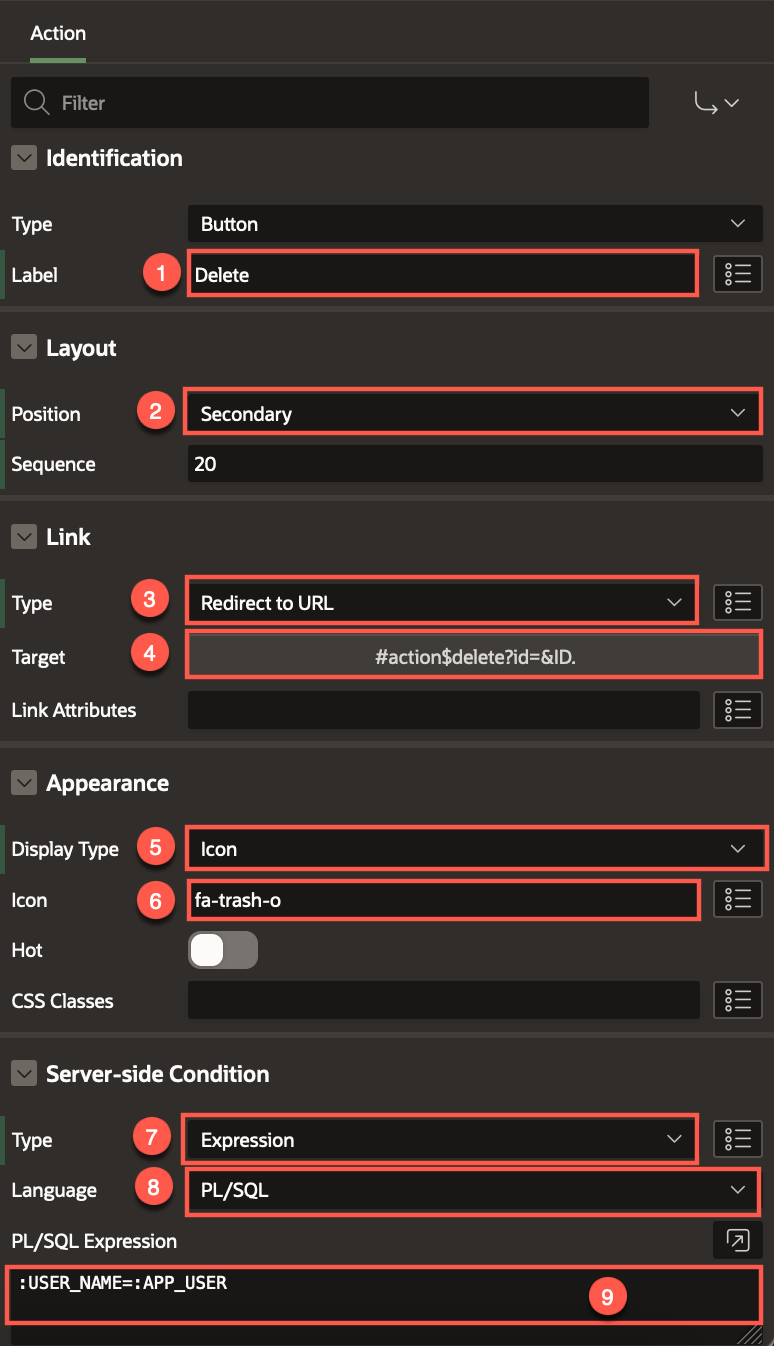 Action
Filter
Identification
Type Button
Label 1 Delete
Layout
Position 2 Secondary
Sequence 20
Link
Type 3 Redirect to URL
Target 4 #action$delete?id=&ID.
Link Attributes
Appearance
Display Type 5 Icon
Icon 6 fa-trash-o
Hot
CSS Classes
Server-side Condition
Type 7 Expression
Language 8 PL/SQL
PL/SQL Expression
:USER_NAME=:APP_USER 9